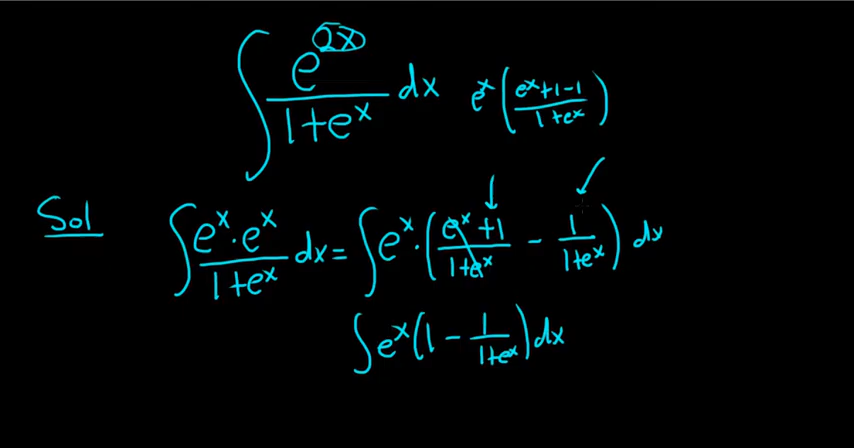 ∫ e^(2x)/(1+e^x) dx e^x ( (e^x+1-1)/(1+e^x) )
Sol ∫ (e^x · e^x)/(1+e^x) dx = ∫ e^x · ( (e^x+1)/(1+e^x) - 1/(1+e^x) ) dx
∫ e^x ( 1 - 1/(1+e^x) ) dx